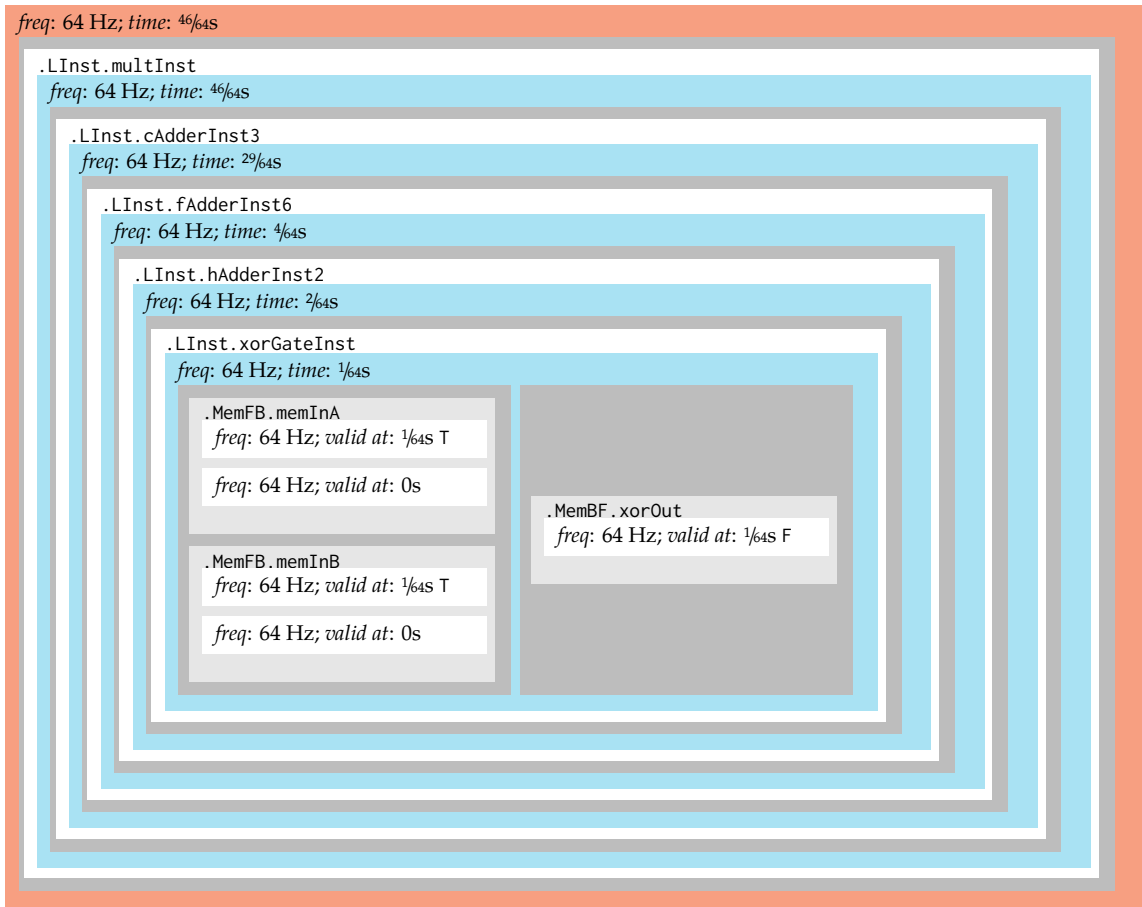 freq: 64 Hz; time: 46/64s
.LInst.multInst
freq: 64 Hz; time: 46/64s
.LInst.cAdderInst3
freq: 64 Hz; time: 29/64s
.LInst.fAdderInst6
freq: 64 Hz; time: 4/64s
.LInst.hAdderInst2
freq: 64 Hz; time: 2/64s
.LInst.xorGateInst
freq: 64 Hz; time: 1/64s
.MemFB.memInA
freq: 64 Hz; valid at: 1/64s T
freq: 64 Hz; valid at: 0s
.MemFB.memInB
freq: 64 Hz; valid at: 1/64s T
freq: 64 Hz; valid at: 0s
.MemBF.xorOut
freq: 64 Hz; valid at: 1/64s F